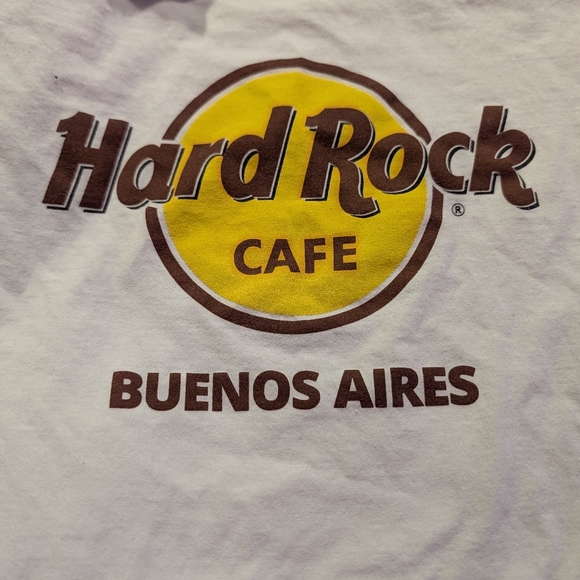 Hard Rock
®
CAFE
BUENOS AIRES